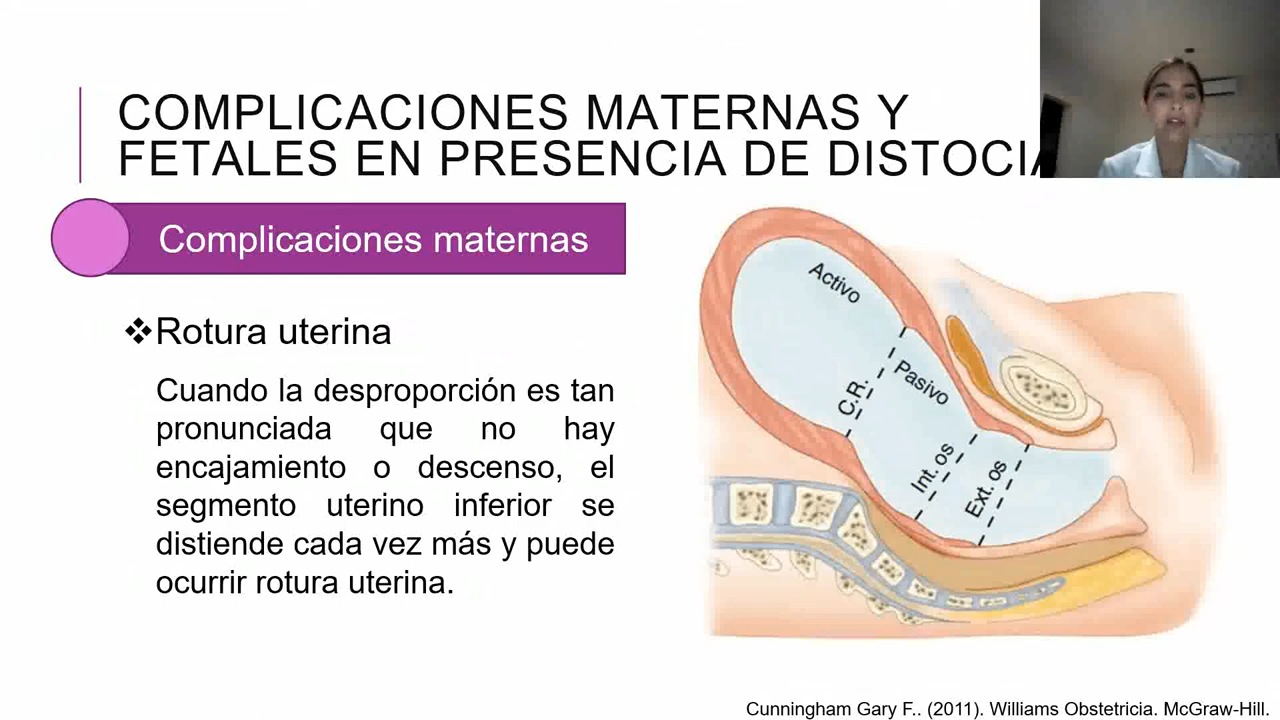 COMPLICACIONES MATERNAS Y
FETALES EN PRESENCIA DE DISTOCIA
Complicaciones maternas
❖Rotura uterina
Cuando la desproporción es tan
pronunciada que no hay
encajamiento o descenso, el
segmento uterino inferior se
distiende cada vez más y puede
ocurrir rotura uterina.
Activo
Pasivo
C.R.
Int. os
Ext. os
Cunningham Gary F.. (2011). Williams Obstetricia. McGraw-Hill.